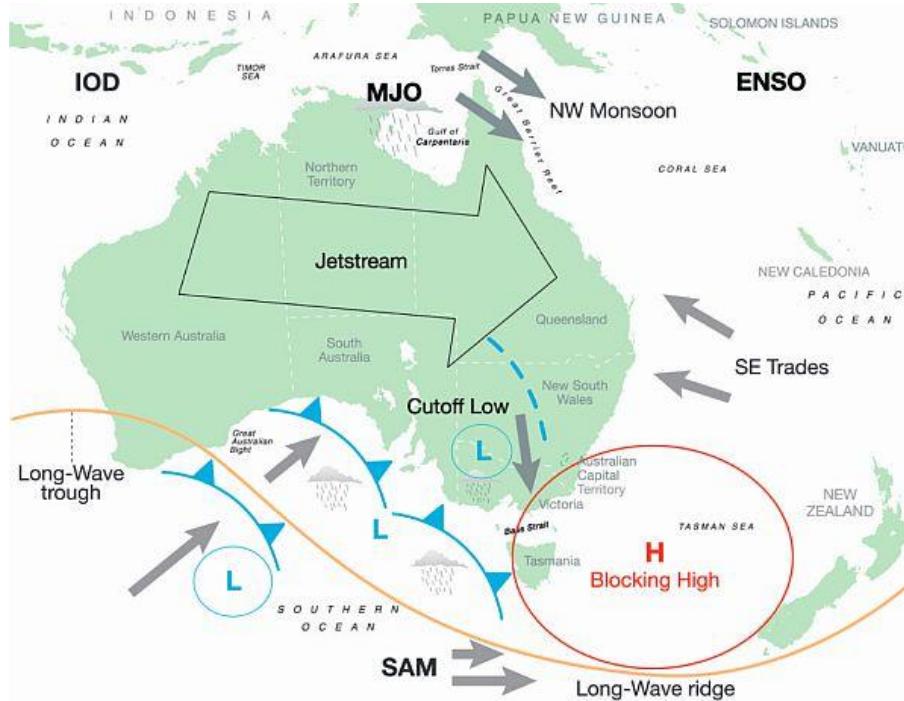 INDONESIA
PAPUA NEW GUINEA
SOLOMON ISLANDS
ARAFURA SEA
TIMOR
SEA
Torres Strait
IOD
MJO
ENSO
INDIAN
OCEAN
Great Barrier Reef
NW Monsoon
Gulf of
Carpentaria
VANUATU
Northern
Territory
CORAL SEA
Jetstream
NEW CALEDONIA
PACIFIC
OCEAN
Western Australia
Queensland
South
Australia
SE Trades
New South
Wales
Cutoff Low
Great
Australian
Bight
L
Long-Wave
trough
Australian
Capital
Territory
Victoria
NEW
ZEALAND
L
Bass Strait
TASMAN SEA
Tasmania
H
Blocking High
L
SOUTHERN
OCEAN
SAM
Long-Wave ridge